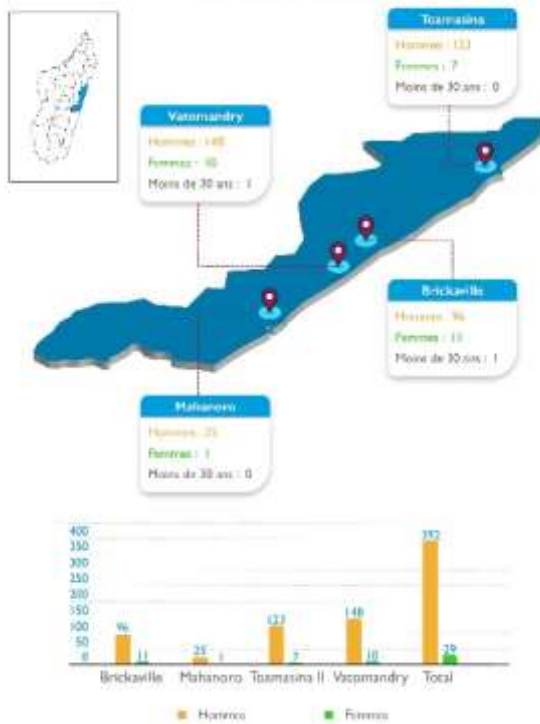 Toamasina
Hommes : 123
Femmes : 7
Moins de 30 ans : 0
Vatomandry
Hommes : 148
Femmes : 10
Moins de 30 ans : 1
Brickaville
Hommes : 96
Femmes : 11
Moins de 30 ans : 1
Mahanoro
Hommes : 25
Femmes : 1
Moins de 30 ans : 0
400
350
300
250
200
150
100
50
0
96
11
25
1
123
7
148
10
392
29
Brickaville Mahanoro Toamasina II Vatomandry Total
Hommes Femmes